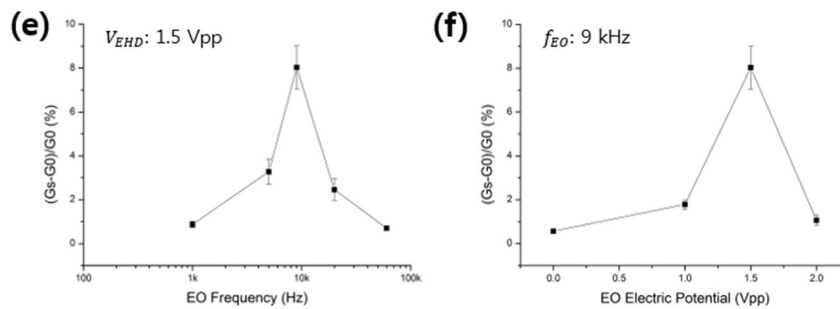 (e)
V_EHD: 1.5 Vpp
(Gs-G0)/G0 (%)
10
8
6
4
2
0
100 1k 10k 100k
EO Frequency (Hz)
(f)
f_EO: 9 kHz
(Gs-G0)/G0 (%)
10
8
6
4
2
0
0.0 0.5 1.0 1.5 2.0
EO Electric Potential (Vpp)